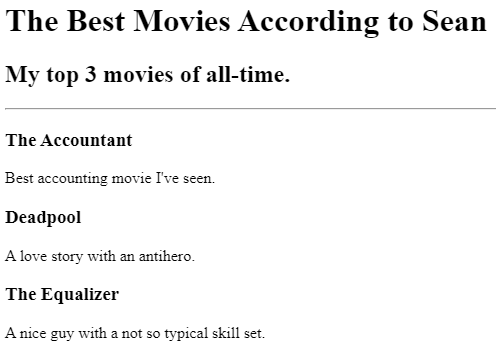 The Best Movies According to Sean
My top 3 movies of all-time.
The Accountant
Best accounting movie I've seen.
Deadpool
A love story with an antihero.
The Equalizer
A nice guy with a not so typical skill set.